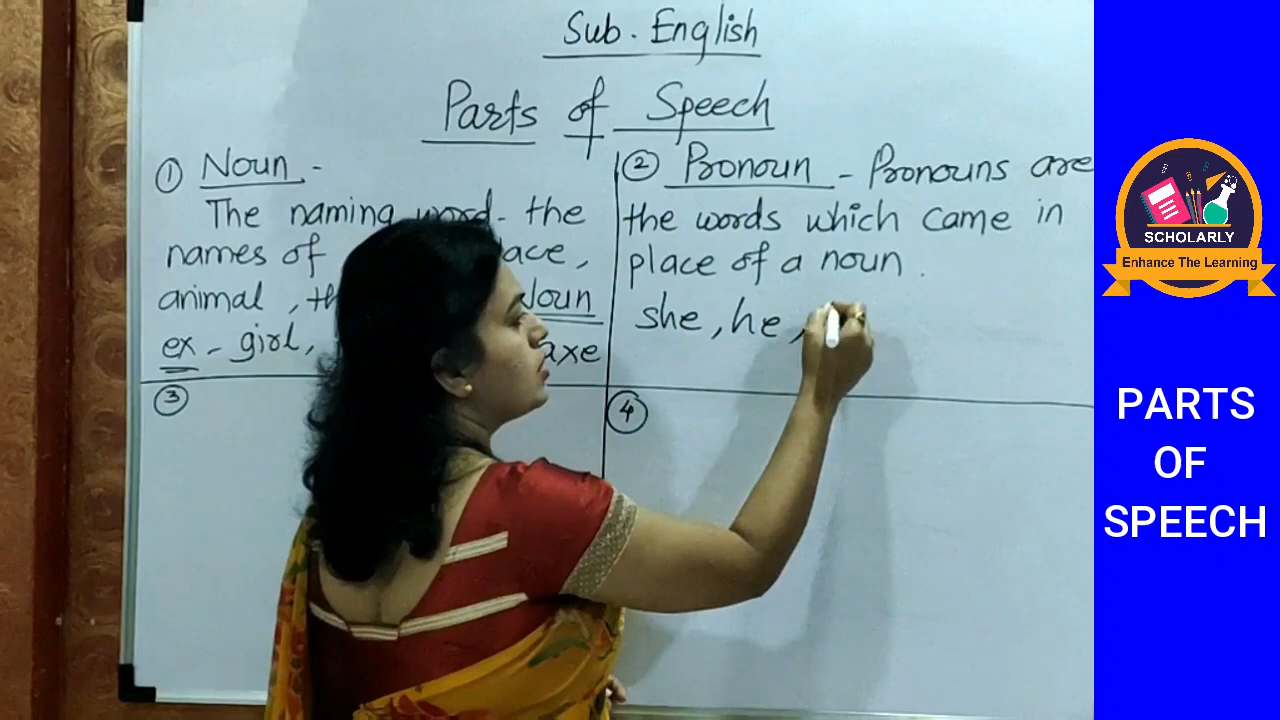 Sub. English
Parts of Speech
① Noun -
The naming word - the
names of ace,
animal, Noun
ex - girl, axe
② Pronoun - Pronouns are
the words which came in
place of a noun.
she, he,
③
④
SCHOLARLY
Enhance The Learning
PARTS
OF
SPEECH